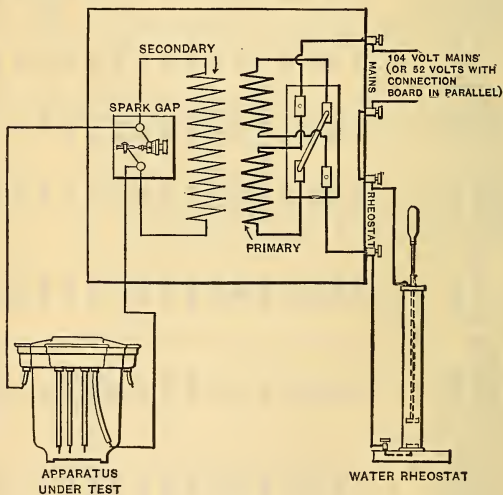 SECONDARY
SPARK GAP
PRIMARY
MAINS
104 VOLT MAINS
(OR 52 VOLTS WITH
CONNECTION
BOARD IN PARALLEL)
RHEOSTAT
APPARATUS
UNDER TEST
WATER RHEOSTAT